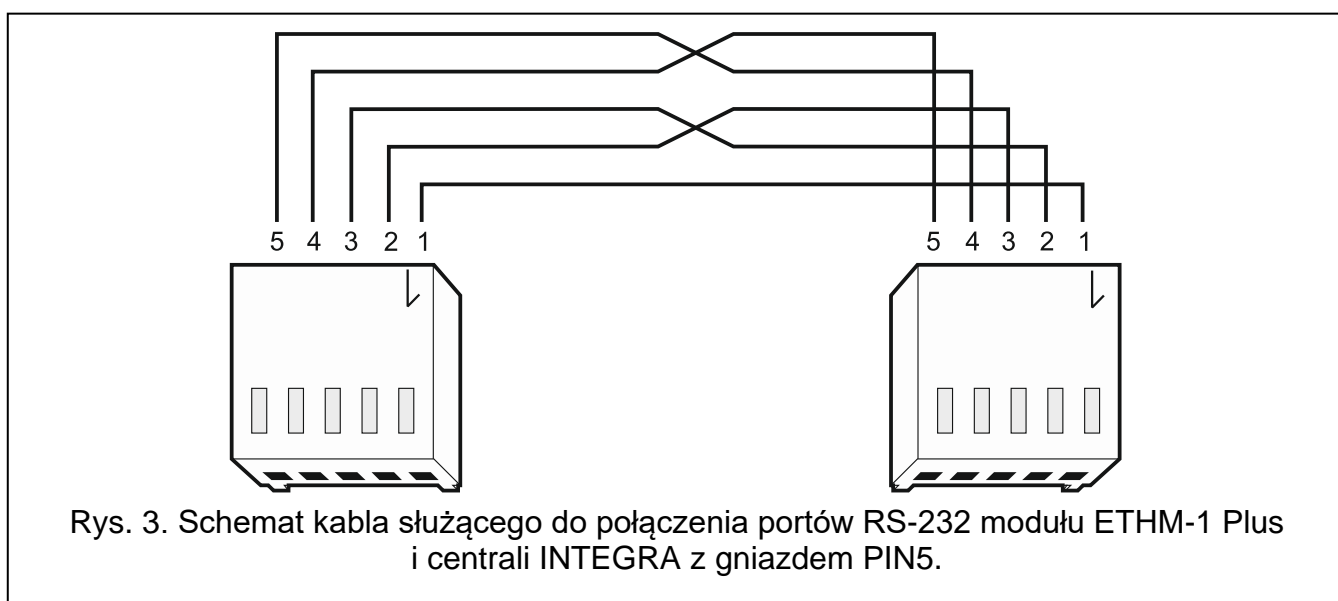 5 4 3 2 1 5 4 3 2 1
Rys. 3. Schemat kabla służącego do połączenia portów RS-232 modułu ETHM-1 Plus
i centrali INTEGRA z gniazdem PIN5.